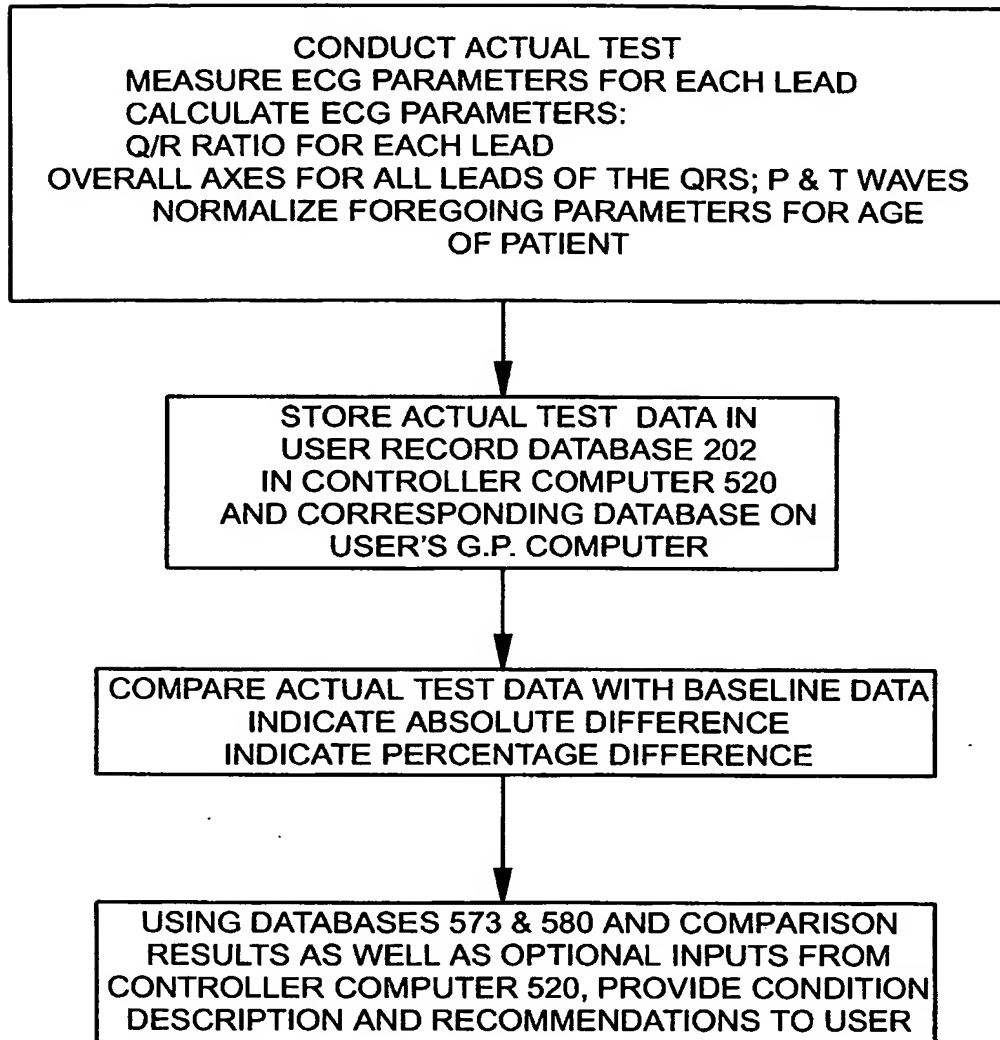 CONDUCT ACTUAL TEST
MEASURE ECG PARAMETERS FOR EACH LEAD
CALCULATE ECG PARAMETERS:
Q/R RATIO FOR EACH LEAD
OVERALL AXES FOR ALL LEADS OF THE QRS; P & T WAVES
NORMALIZE FOREGOING PARAMETERS FOR AGE
OF PATIENT
STORE ACTUAL TEST DATA IN
USER RECORD DATABASE 202
IN CONTROLLER COMPUTER 520
AND CORRESPONDING DATABASE ON
USER'S G.P. COMPUTER
COMPARE ACTUAL TEST DATA WITH BASELINE DATA
INDICATE ABSOLUTE DIFFERENCE
INDICATE PERCENTAGE DIFFERENCE
USING DATABASES 573 & 580 AND COMPARISON
RESULTS AS WELL AS OPTIONAL INPUTS FROM
CONTROLLER COMPUTER 520, PROVIDE CONDITION
DESCRIPTION AND RECOMMENDATIONS TO USER